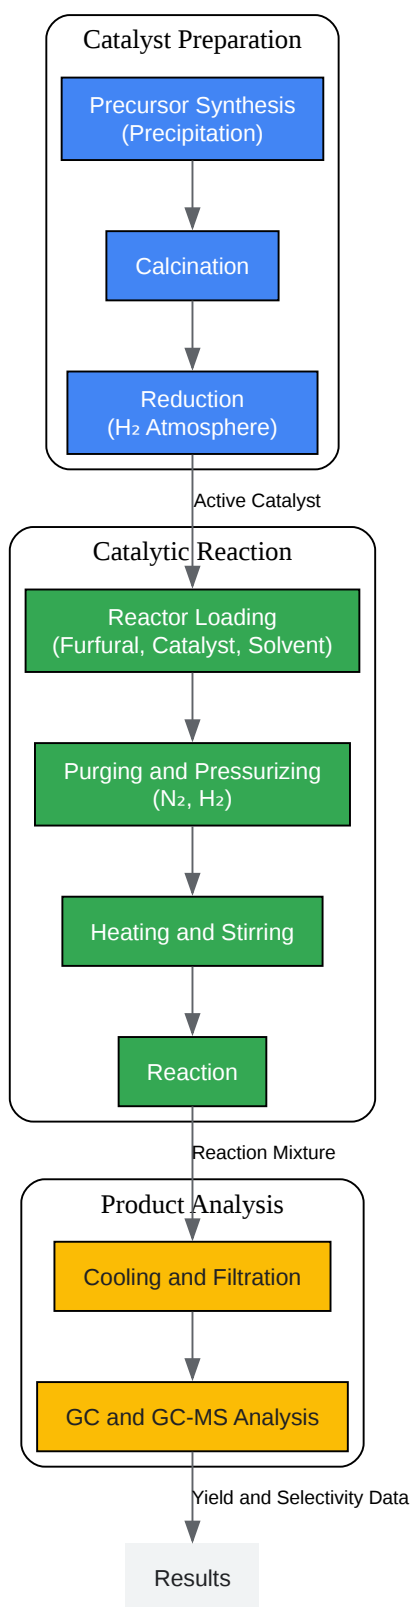 Catalyst Preparation
Precursor Synthesis
(Precipitation)
Calcination
Reduction
(H₂ Atmosphere)
Active Catalyst
Catalytic Reaction
Reactor Loading
(Furfural, Catalyst, Solvent)
Purging and Pressurizing
(N₂, H₂)
Heating and Stirring
Reaction
Reaction Mixture
Product Analysis
Cooling and Filtration
GC and GC-MS Analysis
Yield and Selectivity Data
Results